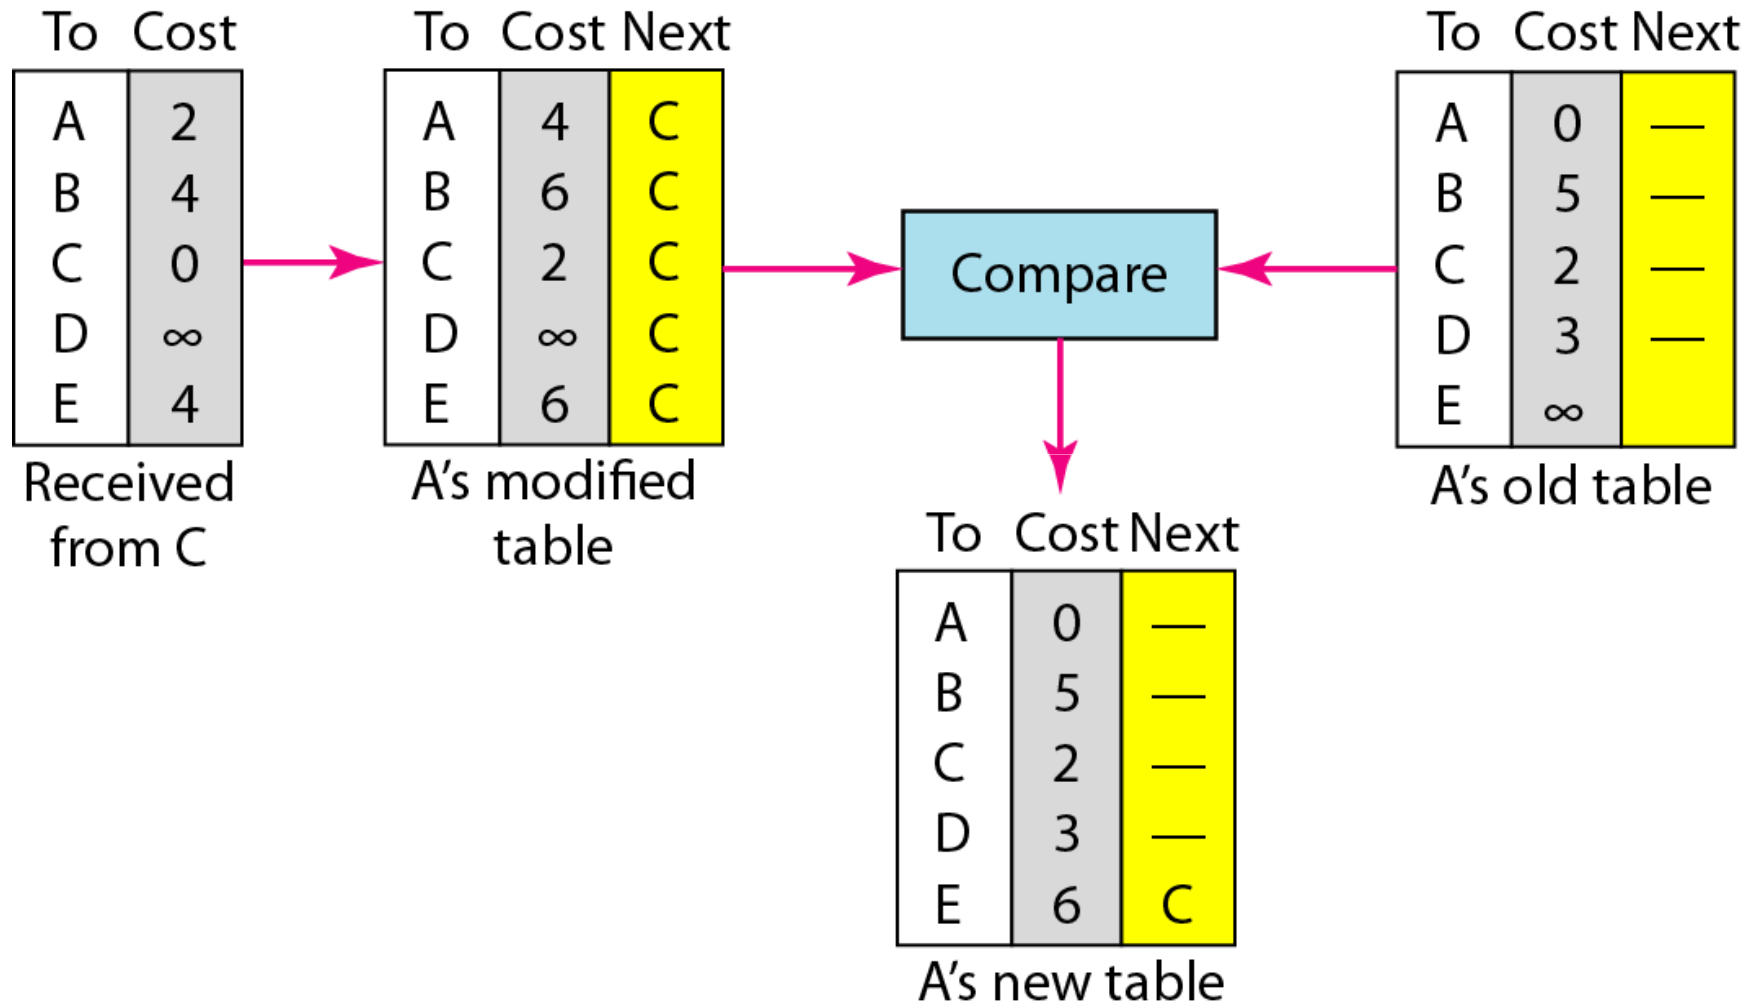 To Cost
A 2
B 4
C 0
D ∞
E 4
Received
from C
To Cost Next
A 4 C
B 6 C
C 2 C
D ∞ C
E 6 C
A's modified
table
Compare
To Cost Next
A 0 —
B 5 —
C 2 —
D 3 —
E ∞
A's old table
To Cost Next
A 0 —
B 5 —
C 2 —
D 3 —
E 6 C
A's new table